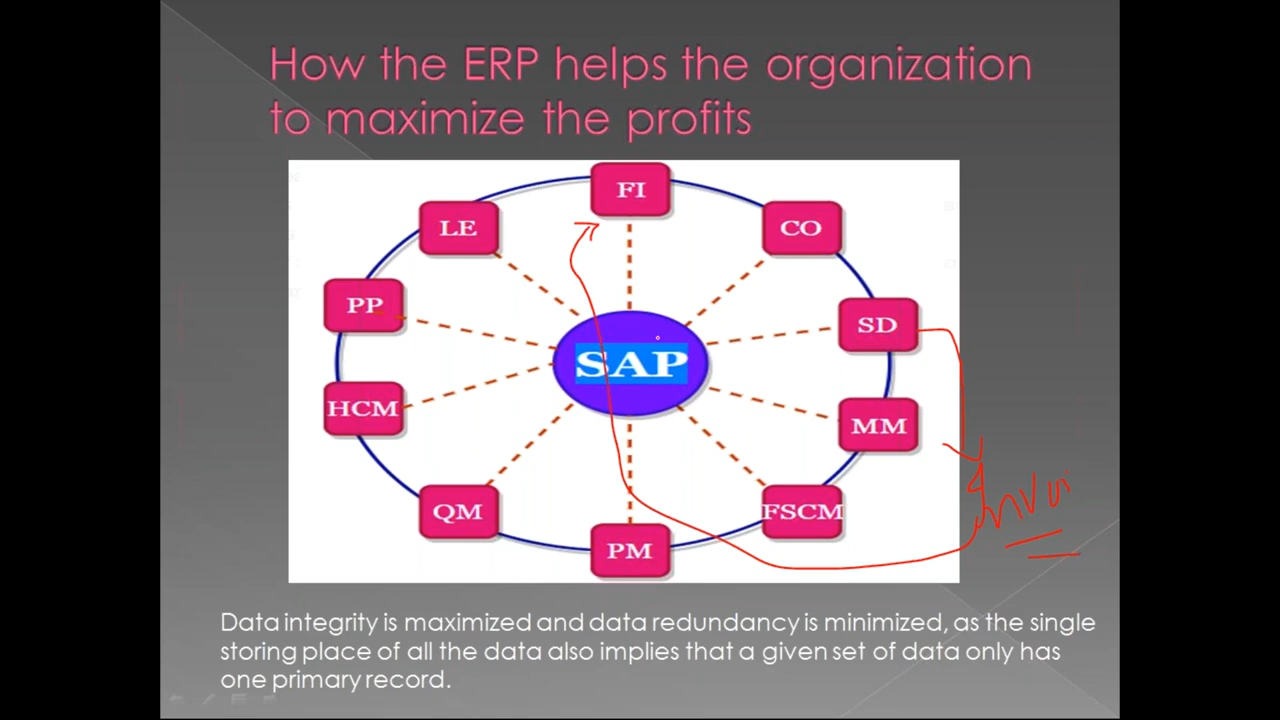 How the ERP helps the organization
to maximize the profits
FI
LE
CO
PP
SD
SAP
HCM
MM
QM
FSCM
PM
Data integrity is maximized and data redundancy is minimized, as the single
storing place of all the data also implies that a given set of data only has
one primary record.